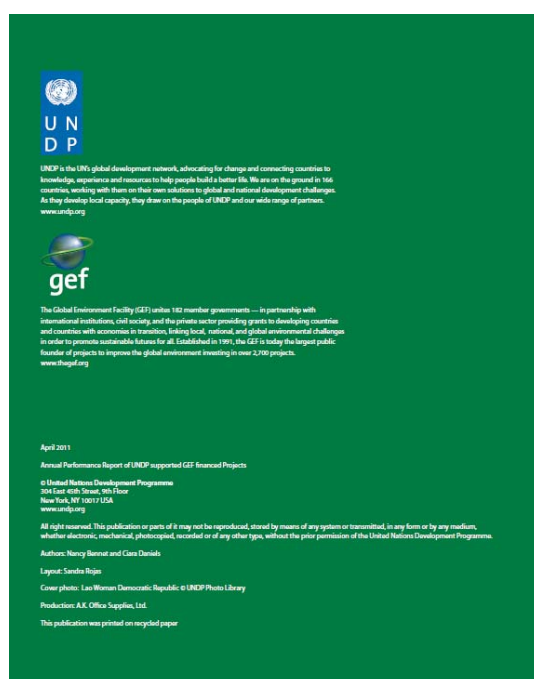 U N
D P
UNDP is the UN's global development network, advocating for change and connecting countries to
knowledge, experience and resources to help people build a better life. We are on the ground in 166
countries, working with them on their own solutions to global and national development challenges.
As they develop local capacity, they draw on the people of UNDP and our wide range of partners.
www.undp.org
gef
The Global Environment Facility (GEF) unites 182 member governments — in partnership with
international institutions, civil society, and the private sector providing grants to developing countries
and countries with economies in transition, linking local, national, and global environmental challenges
in order to promote sustainable futures for all. Established in 1991, the GEF is today the largest public
founder of projects to improve the global environment investing in over 2,700 projects.
www.thegef.org
April 2011
Annual Performance Report of UNDP supported GEF financed Projects
© United Nations Development Programme
304 East 45th Street, 9th Floor
New York, NY 10017 USA
www.undp.org
All right reserved. This publication or parts of it may not be reproduced, stored by means of any system or transmitted, in any form or by any medium,
whether electronic, mechanical, photocopied, recorded or of any other type, without the prior permission of the United Nations Development Programme.
Authors: Nancy Bennet and Ciara Daniels
Layout: Sandra Rojas
Cover photo: Lao Woman Democratic Republic © UNDP Photo Library
Production: A.K. Office Supplies, Ltd.
This publication was printed on recycled paper